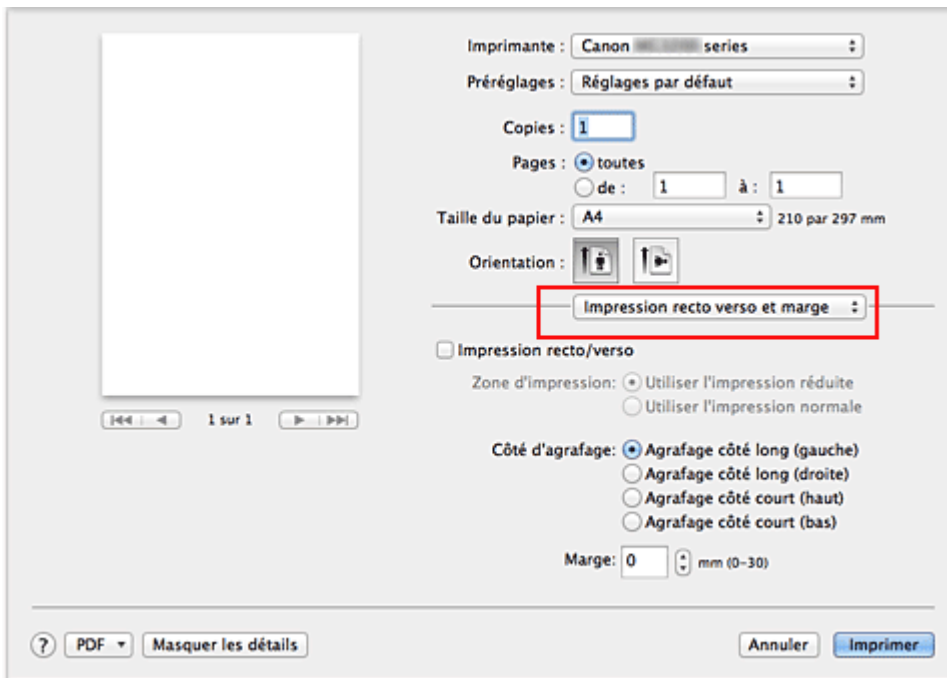 Imprimante : Canon series
Préréglages : Réglages par défaut
Copies : 1
Pages : toutes
de : 1 à : 1
Taille du papier : A4 210 par 297 mm
Orientation :
Impression recto verso et marge
Impression recto/verso
Zone d'impression: Utiliser l'impression réduite
Utiliser l'impression normale
1 sur 1
Côté d'agrafage: Agrafage côté long (gauche)
Agrafage côté long (droite)
Agrafage côté court (haut)
Agrafage côté court (bas)
Marge: 0 mm (0-30)
? PDF Masquer les détails Annuler Imprimer